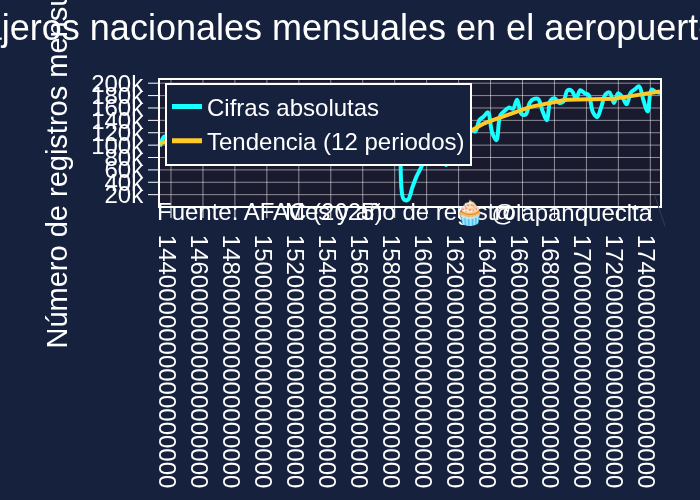 jeros nacionales mensuales en el aeropuert
Número de registros mensu
200k
180k
160k
140k
120k
100k
80k
60k
40k
20k
Cifras absolutas
Tendencia (12 periodos)
Fuente: AFAC (2025)
Mes y año de registro
🧁 @lapanquecita
1440000000000000000
1460000000000000000
1480000000000000000
1500000000000000000
1520000000000000000
1540000000000000000
1560000000000000000
1580000000000000000
1600000000000000000
1620000000000000000
1640000000000000000
1660000000000000000
1680000000000000000
1700000000000000000
1720000000000000000
1740000000000000000